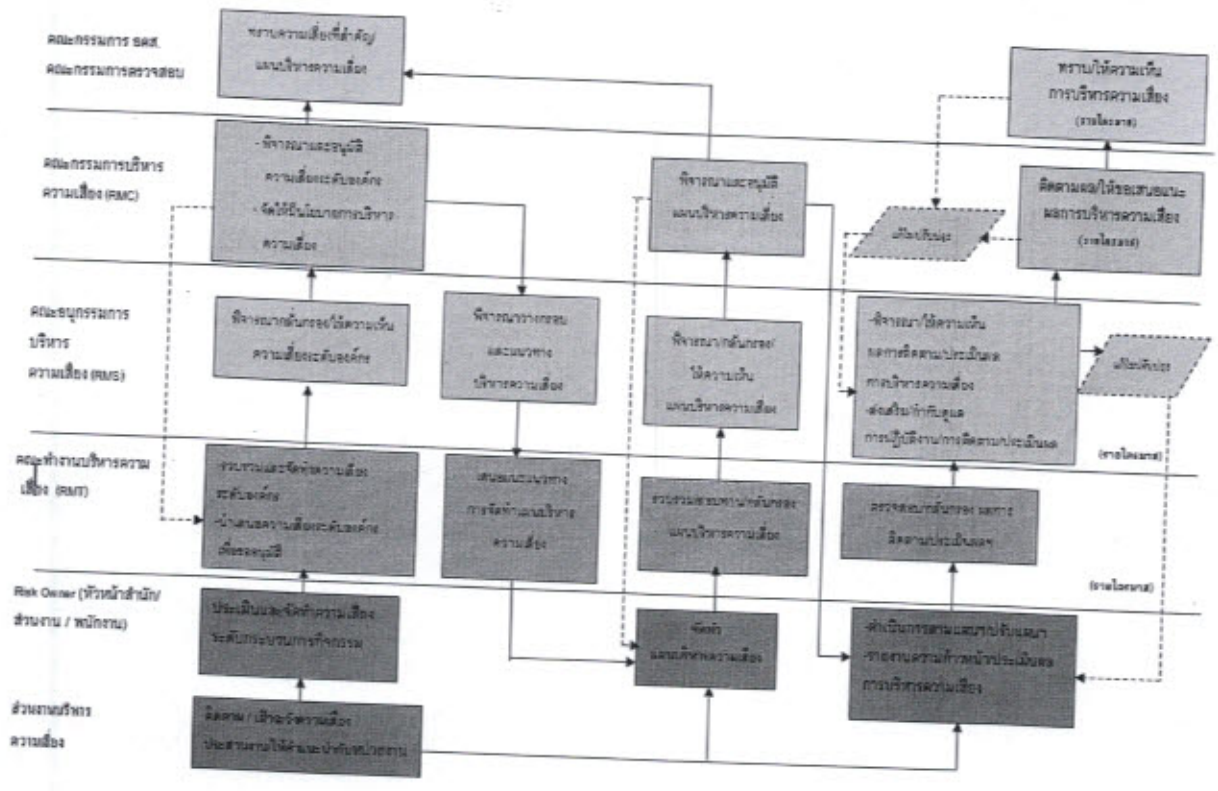 คณะกรรมการ ธคส.
คณะกรรมการตรวจสอบ
ทราบความเสี่ยงที่สำคัญ/
แผนบริหารความเสี่ยง
ทราบ/ให้ความเห็น
การบริหารความเสี่ยง
(รายไตรมาส)
คณะกรรมการบริหาร
ความเสี่ยง (RMC)
- พิจารณาและอนุมัติ
ความเสี่ยงระดับองค์กร
- จัดให้มีนโยบายการบริหาร
ความเสี่ยง
พิจารณาและอนุมัติ
แผนบริหารความเสี่ยง
แก้ไข/ปรับปรุง
ติดตามผล/ให้ข้อเสนอแนะ
ผลการบริหารความเสี่ยง
(รายไตรมาส)
คณะอนุกรรมการ
บริหาร
ความเสี่ยง (RMS)
พิจารณากลั่นกรอง/ให้ความเห็น
ความเสี่ยงระดับองค์กร
พิจารณาวางกรอบ
และแนวทาง
บริหารความเสี่ยง
พิจารณา/กลั่นกรอง/
ให้ความเห็น
แผนบริหารความเสี่ยง
-พิจารณา/ให้ความเห็น
ผลการติดตาม/ประเมินผล
การบริหารความเสี่ยง
-ส่งเสริม/กำกับดูแล
การปฏิบัติงาน/การติดตาม/ประเมินผล
แก้ไข/ปรับปรุง
(รายไตรมาส)
คณะทำงานบริหารความ
เสี่ยง (RMT)
-รวบรวมและจัดทำความเสี่ยง
ระดับองค์กร
-นำเสนอความเสี่ยงระดับองค์กร
เพื่อขออนุมัติ
เสนอแนะแนวทาง
การจัดทำแผนบริหาร
ความเสี่ยง
รวบรวม/สอบทาน/กลั่นกรอง
แผนบริหารความเสี่ยง
ตรวจสอบ/กลั่นกรอง ผลการ
ติดตาม/ประเมินผลฯ
(รายไตรมาส)
Risk Owner (หัวหน้าสำนัก/
ส่วนงาน / พนักงาน)
ประเมินและจัดทำความเสี่ยง
ระดับกระบวนการ/กิจกรรม
จัดทำ
แผนบริหารความเสี่ยง
-ดำเนินการตามแผนฯ/ปรับแผนฯ
-รายงานความก้าวหน้า/ประเมินผล
การบริหารความเสี่ยง
ส่วนงานบริหาร
ความเสี่ยง
ติดตาม / เฝ้าระวังความเสี่ยง
ประสานงานให้คำแนะนำกับหน่วยงาน